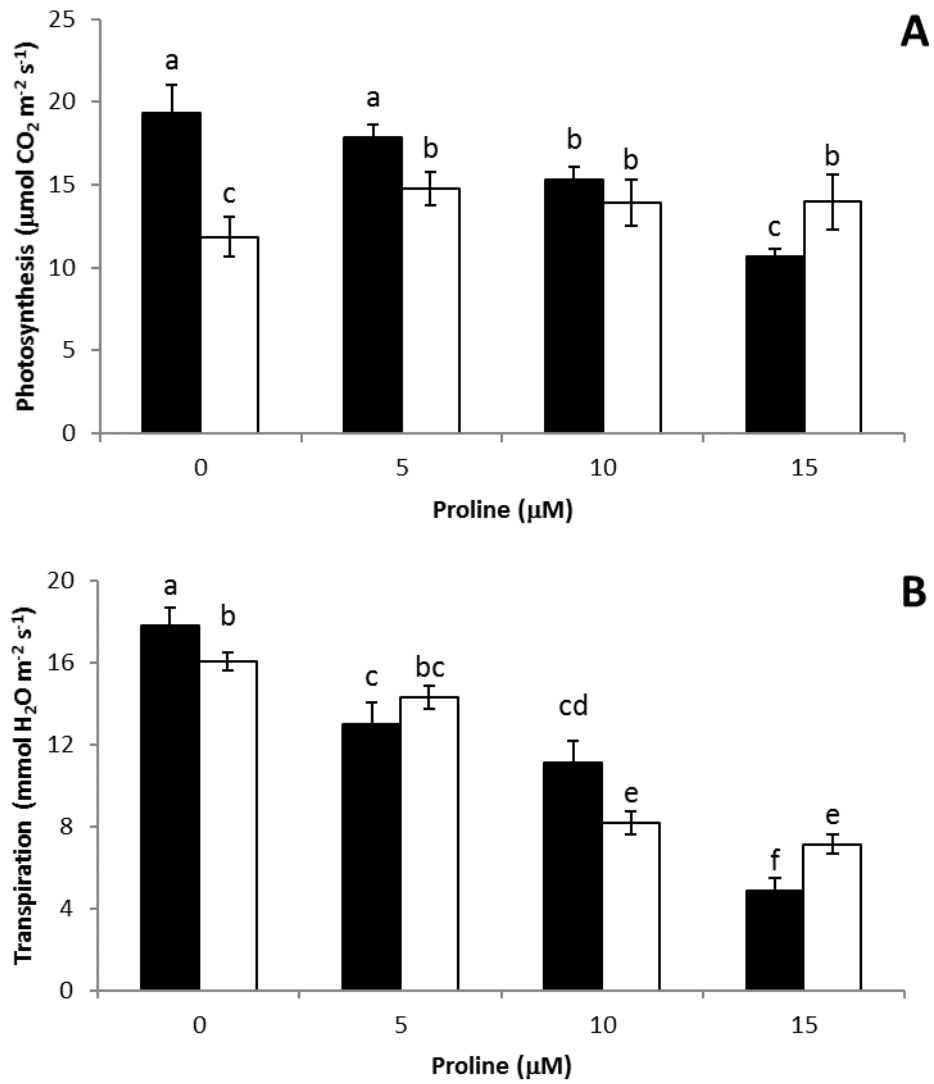 A
Photosynthesis (μmol CO₂ m⁻² s⁻¹)
25
20
15
10
5
0
a
c
a
b
b
b
c
b
0 5 10 15
Proline (μM)
B
Transpiration (mmol H₂O m⁻² s⁻¹)
20
16
12
8
4
0
a
b
c
bc
cd
e
f
e
0 5 10 15
Proline (μM)